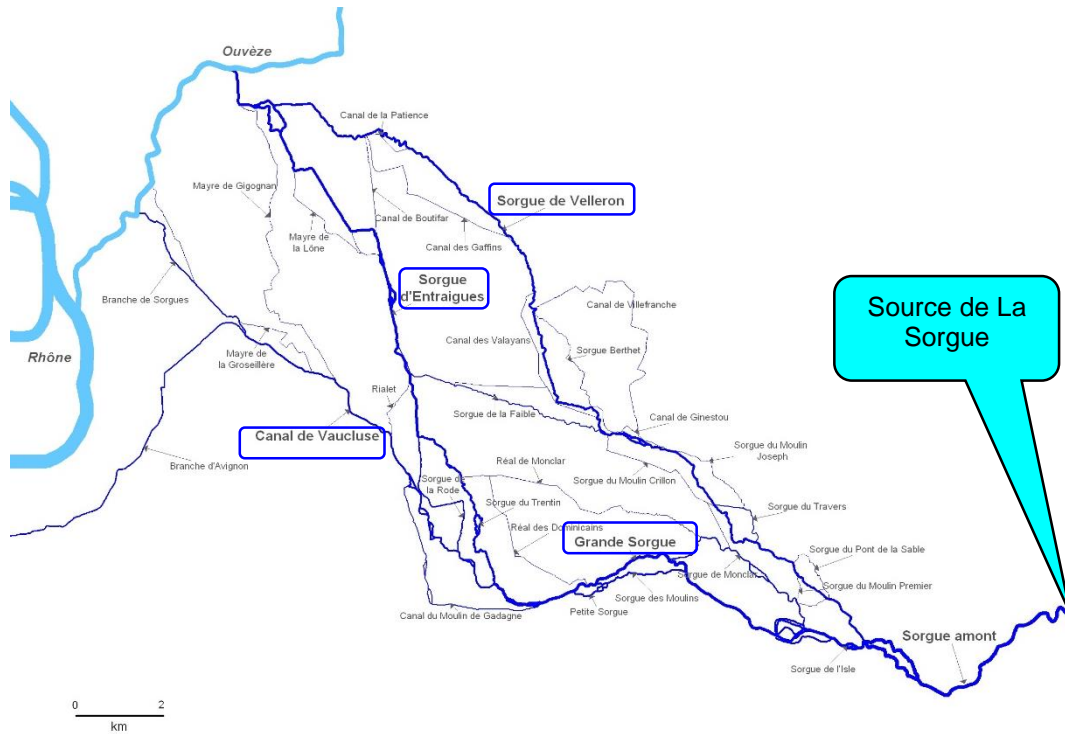 Ouvèze
Canal de la Patience
Mayre de Gigognan
Sorgue de Velleron
Canal de Boutifar
Mayre de
la Lône
Canal des Gaffins
Sorgue
d'Entraigues
Source de La
Sorgue
Branche de Sorgues
Canal de Villefranche
Canal des Valayans
Sorgue Berthet
Rhône
Mayre de
la Groseillère
Rialet
Sorgue de la Faible
Canal de Ginestou
Canal de Vaucluse
Sorgue du Moulin
Joseph
Branche d'Avignon
Réal de Monclar
Sorgue du Moulin Crillon
Sorgue de
la Rode
Sorgue du Trentin
Sorgue du Travers
Réal des Dominicains
Grande Sorgue
Sorgue du Pont de la Sable
Sorgue de Monclar
Sorgue du Moulin Premier
Sorgue des Moulins
Petite Sorgue
Canal du Moulin de Gadagne
Sorgue amont
Sorgue de l'Isle
0 2
km